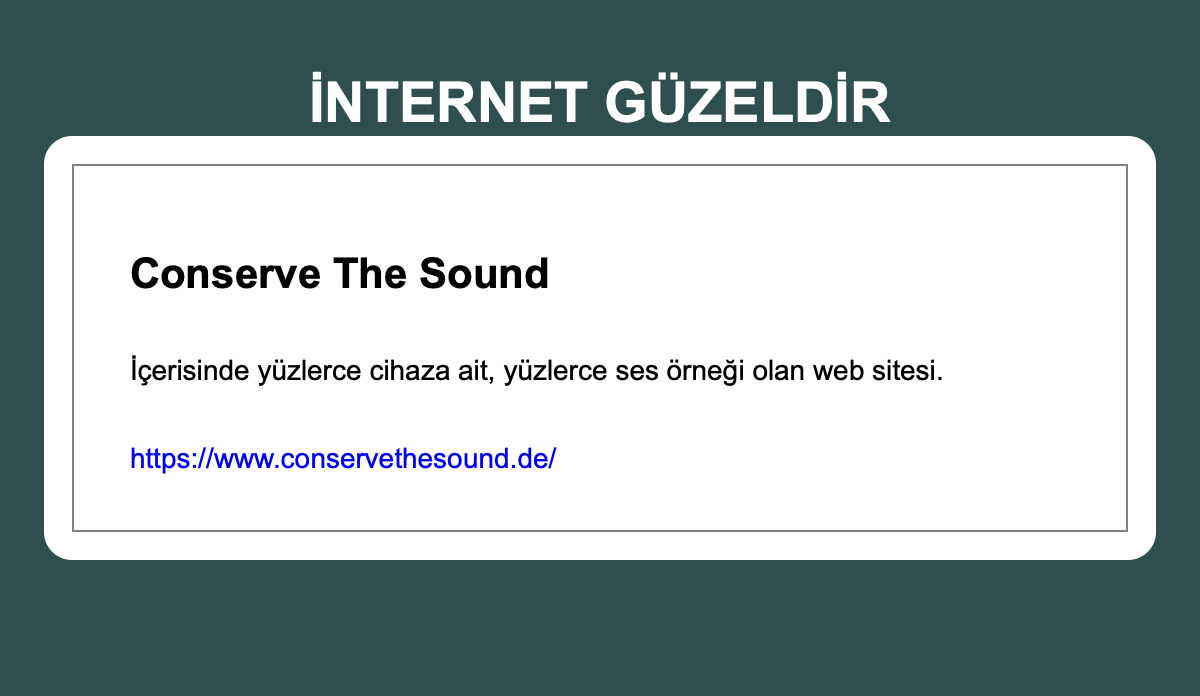 İNTERNET GÜZELDİR
Conserve The Sound
İçerisinde yüzlerce cihaza ait, yüzlerce ses örneği olan web sitesi.
https://www.conservethesound.de/